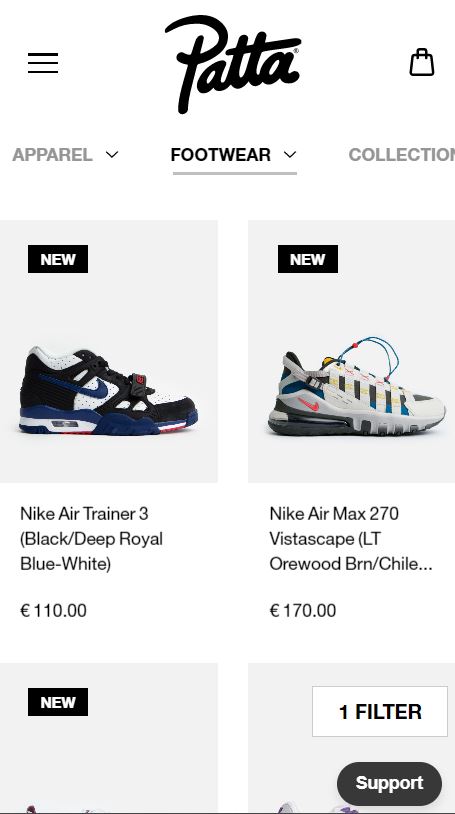 Patta®
APPAREL
FOOTWEAR
COLLECTION
NEW
NEW
Nike Air Trainer 3
(Black/Deep Royal
Blue-White)
€ 110.00
Nike Air Max 270
Vistascape (LT
Orewood Brn/Chile...
€ 170.00
NEW
1 FILTER
Support